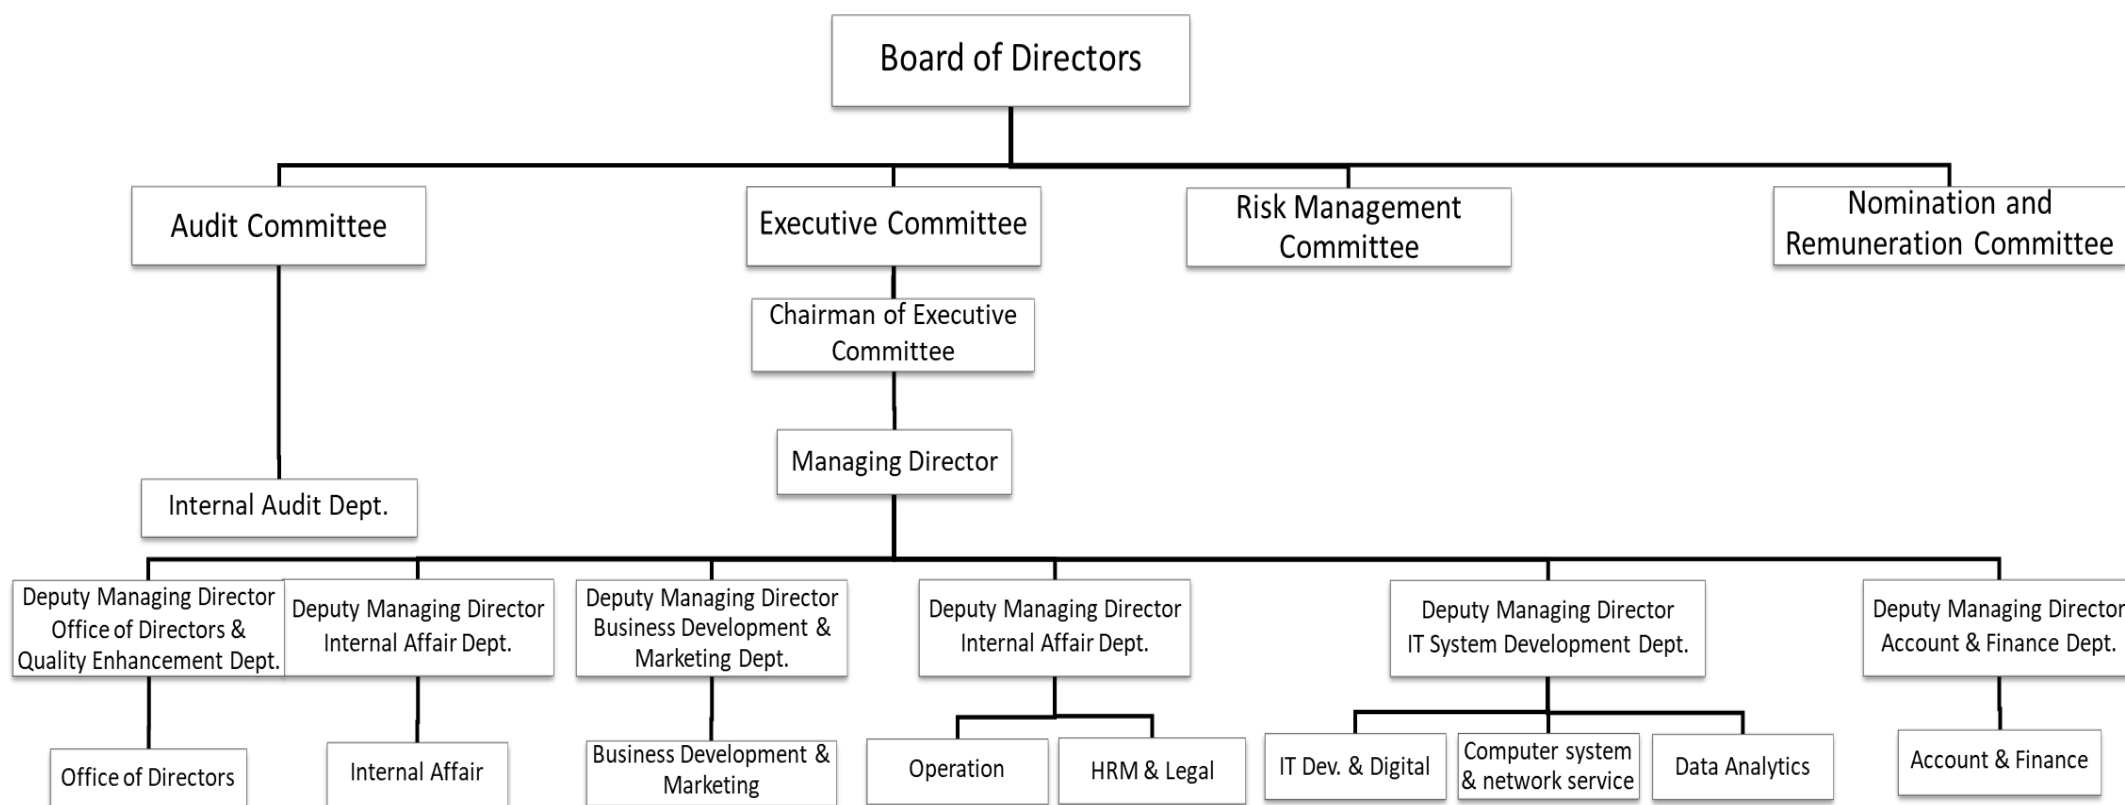 Board of Directors
Audit Committee
Executive Committee
Risk Management
Committee
Nomination and
Remuneration Committee
Chairman of Executive
Committee
Managing Director
Internal Audit Dept.
Deputy Managing Director
Office of Directors &
Quality Enhancement Dept.
Deputy Managing Director
Internal Affair Dept.
Deputy Managing Director
Business Development &
Marketing Dept.
Deputy Managing Director
Internal Affair Dept.
Deputy Managing Director
IT System Development Dept.
Deputy Managing Director
Account & Finance Dept.
Office of Directors
Internal Affair
Business Development &
Marketing
Operation
HRM & Legal
IT Dev. & Digital
Computer system
& network service
Data Analytics
Account & Finance